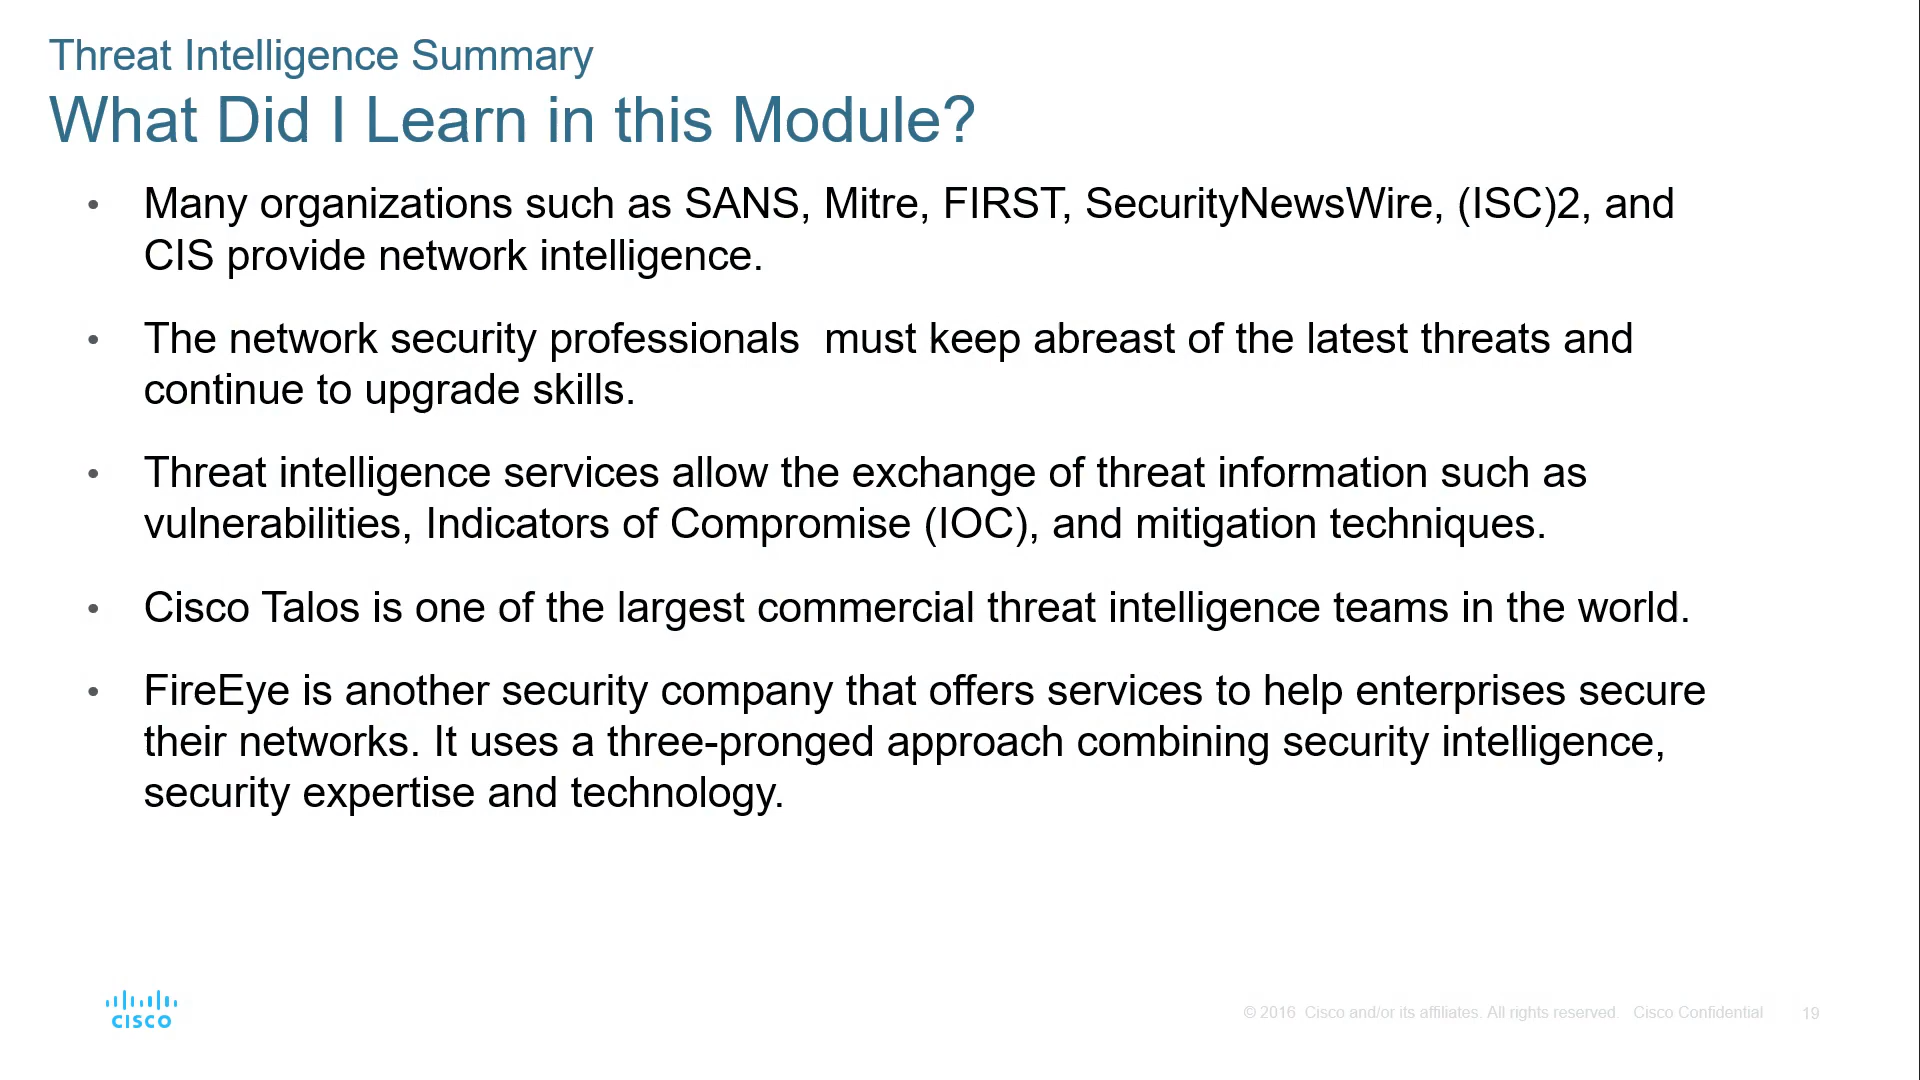 Threat Intelligence Summary
What Did I Learn in this Module?
• Many organizations such as SANS, Mitre, FIRST, SecurityNewsWire, (ISC)2, and
CIS provide network intelligence.
• The network security professionals  must keep abreast of the latest threats and
continue to upgrade skills.
• Threat intelligence services allow the exchange of threat information such as
vulnerabilities, Indicators of Compromise (IOC), and mitigation techniques.
• Cisco Talos is one of the largest commercial threat intelligence teams in the world.
• FireEye is another security company that offers services to help enterprises secure
their networks. It uses a three-pronged approach combining security intelligence,
security expertise and technology.
CISCO
© 2016  Cisco and/or its affiliates. All rights reserved.   Cisco Confidential   19